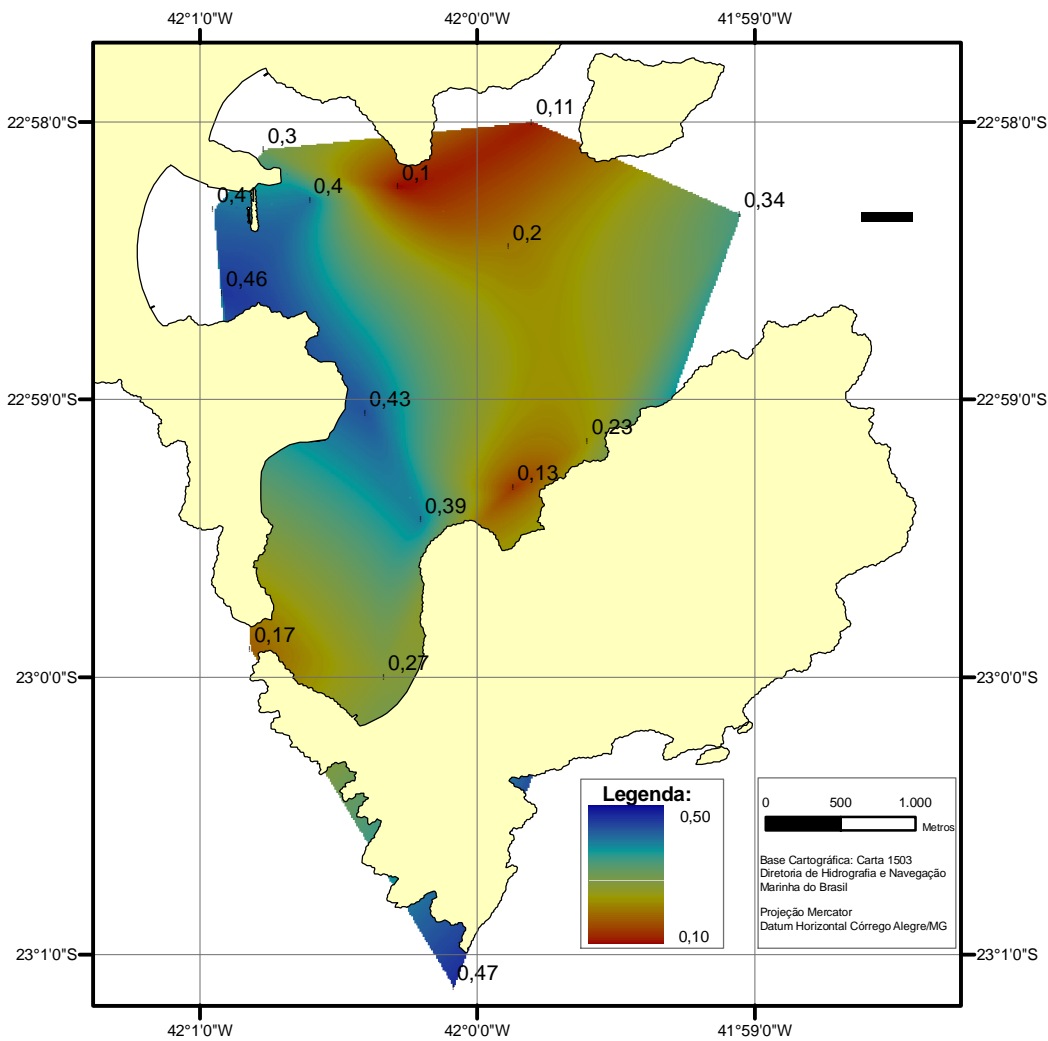 42°1'0"W 42°0'0"W 41°59'0"W
0,11
22°58'0"S 22°58'0"S
0,3
0,1
0,4 0,4
0,34
0,2
0,46
22°59'0"S 22°59'0"S
0,43
0,23
0,13
0,39
0,17
0,27
23°0'0"S 23°0'0"S
Legenda:
0,50
0,10
0 500 1.000
Metros
Base Cartográfica: Carta 1503
Diretoria de Hidrografia e Navegação
Marinha do Brasil
Projeção Mercator
Datum Horizontal Córrego Alegre/MG
23°1'0"S 23°1'0"S
0,47
42°1'0"W 42°0'0"W 41°59'0"W